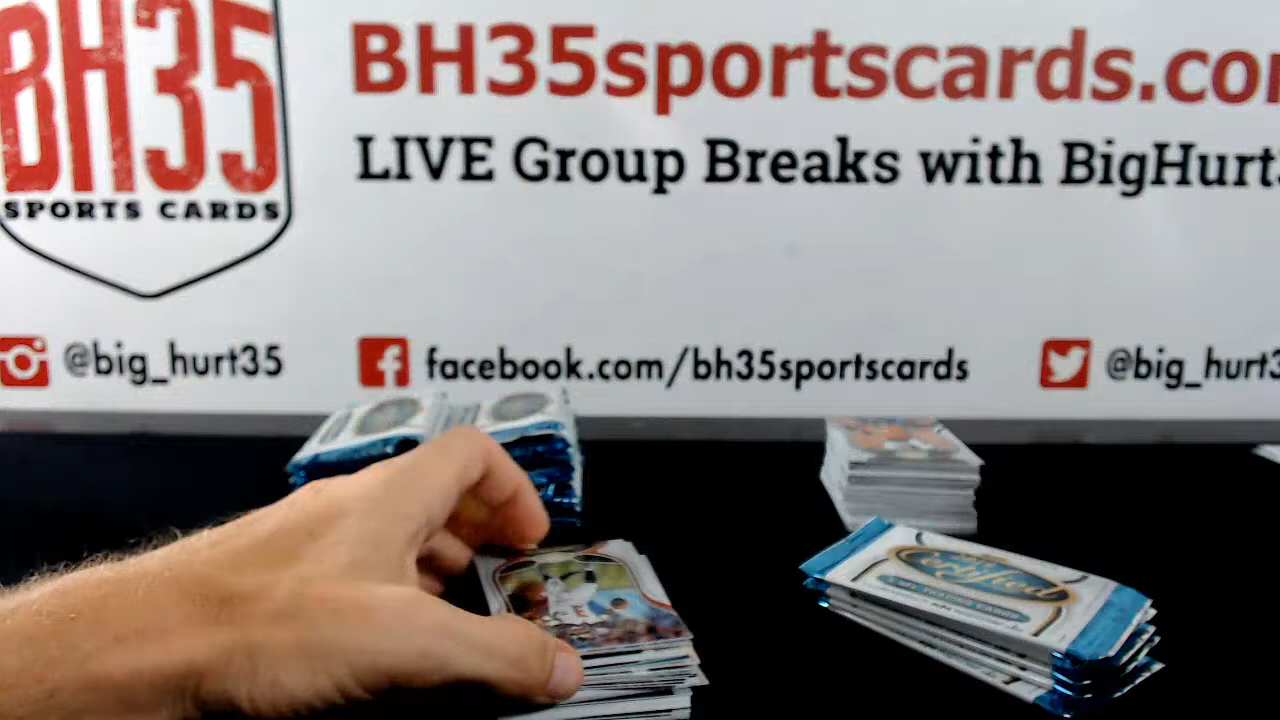 BH35
SPORTS CARDS
BH35sportscards.co
LIVE Group Breaks with BigHurt
@big_hurt35
facebook.com/bh35sportscards
@big_hurt3
Certified